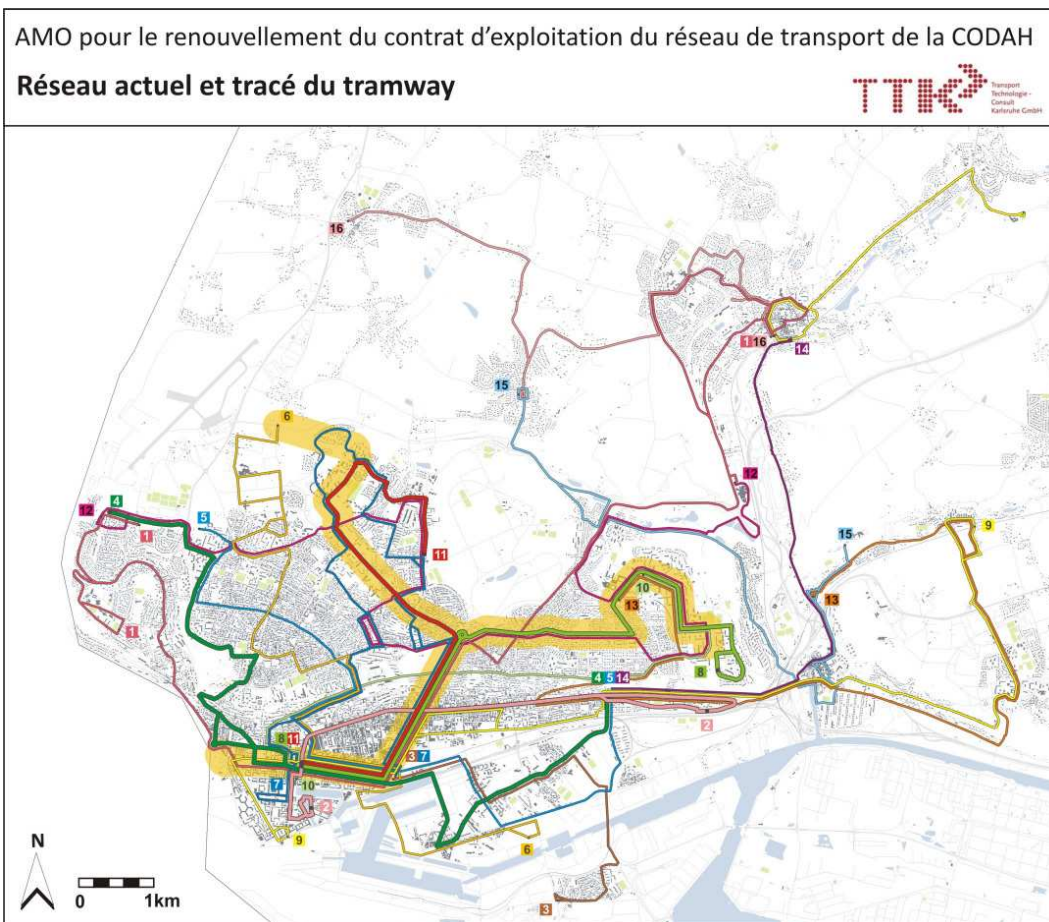 AMO pour le renouvellement du contrat d'exploitation du réseau de transport de la CODAH
Réseau actuel et tracé du tramway
TTK
Transport
Technologie -
Consult
Karlsruhe GmbH
16
1 16
14
15
6
12
12 4
5
1
11
9
15
10
13
13
1
8
4 5 14
2
8 11
1
3 7
7
10
2
9
6
3
N
0 1km